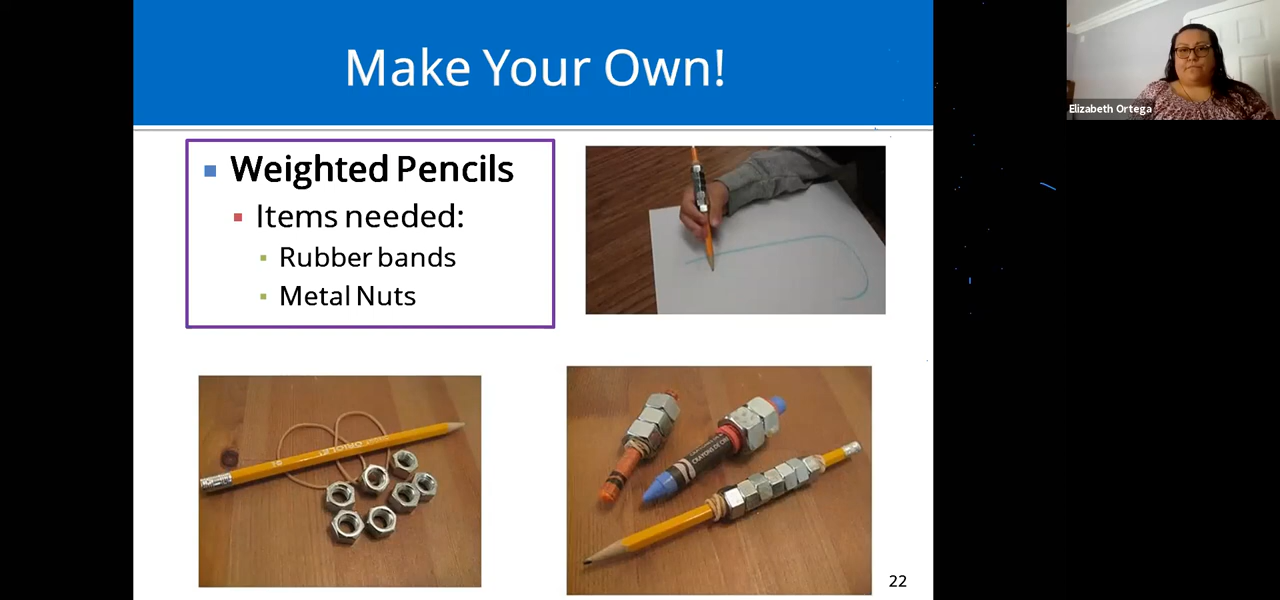 Make Your Own!
Elizabeth Ortega
Weighted Pencils
Items needed:
Rubber bands
Metal Nuts
22